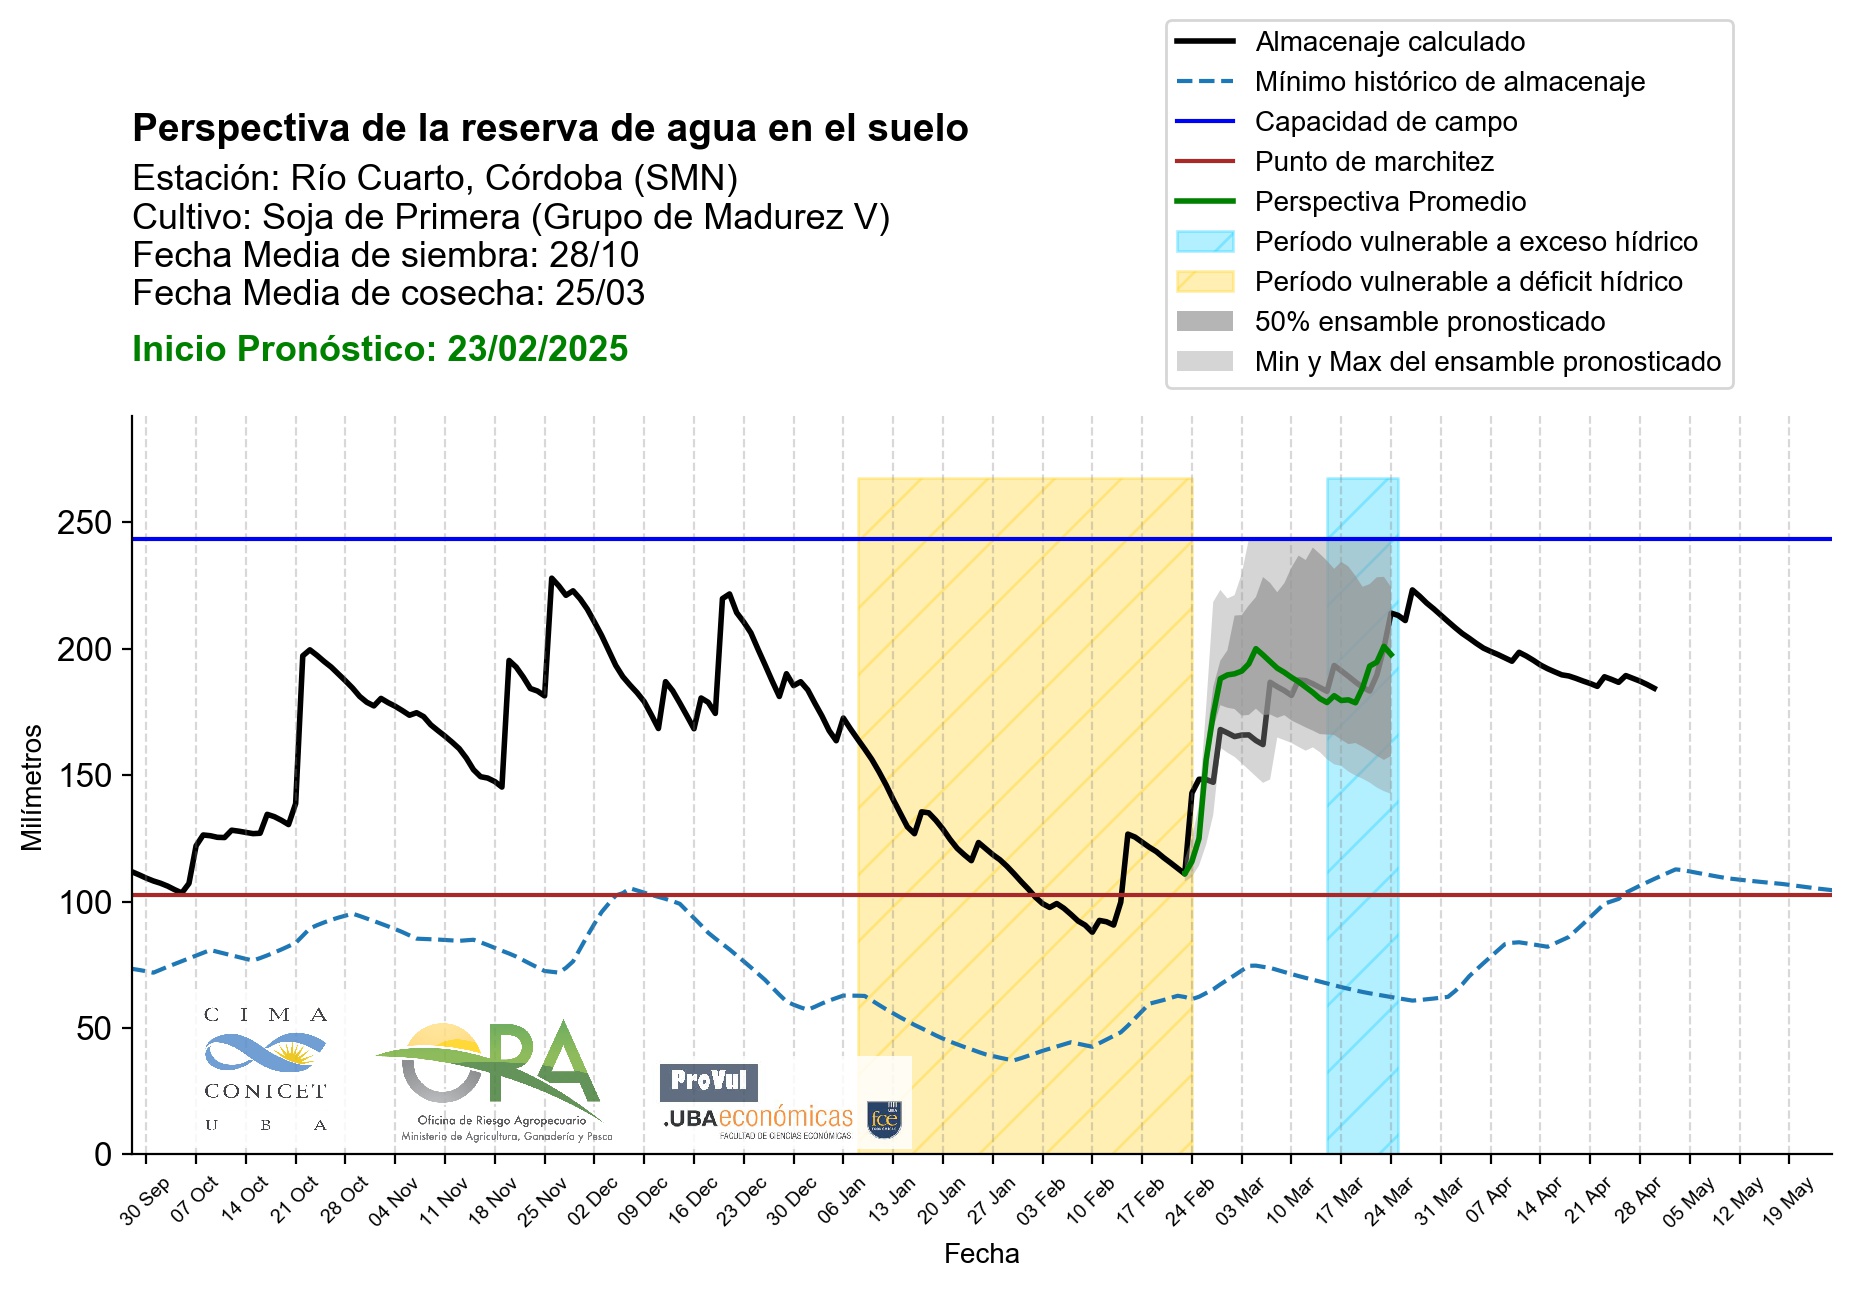 Almacenaje calculado
Mínimo histórico de almacenaje
Capacidad de campo
Punto de marchitez
Perspectiva Promedio
Período vulnerable a exceso hídrico
Período vulnerable a déficit hídrico
50% ensamble pronosticado
Min y Max del ensamble pronosticado
Perspectiva de la reserva de agua en el suelo
Estación: Río Cuarto, Córdoba (SMN)
Cultivo: Soja de Primera (Grupo de Madurez V)
Fecha Media de siembra: 28/10
Fecha Media de cosecha: 25/03
Inicio Pronóstico: 23/02/2025
Milímetros
250
200
150
100
50
0
C I M A
CONICET
U B A
ORA
Oficina de Riesgo Agropecuario
Ministerio de Agricultura, Ganadería y Pesca
ProVul
.UBAeconómicas
FACULTAD DE CIENCIAS ECONÓMICAS
fce
30 Sep
07 Oct
14 Oct
21 Oct
28 Oct
04 Nov
11 Nov
18 Nov
25 Nov
02 Dec
09 Dec
16 Dec
23 Dec
30 Dec
06 Jan
13 Jan
20 Jan
27 Jan
03 Feb
10 Feb
17 Feb
24 Feb
03 Mar
10 Mar
17 Mar
24 Mar
31 Mar
07 Apr
14 Apr
21 Apr
28 Apr
05 May
12 May
19 May
Fecha